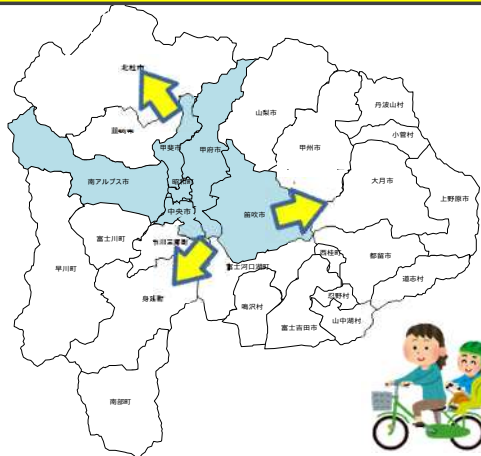 北杜市
山梨市
丹波山村
小菅村
韮崎市
甲斐市
甲府市
甲州市
大月市
上野原市
南アルプス市
昭和町
中央市
笛吹市
富士川町
市川三郷町
早川町
富士河口湖町
西桂町
都留市
道志村
身延町
鳴沢村
忍野村
富士吉田市
山中湖村
南部町